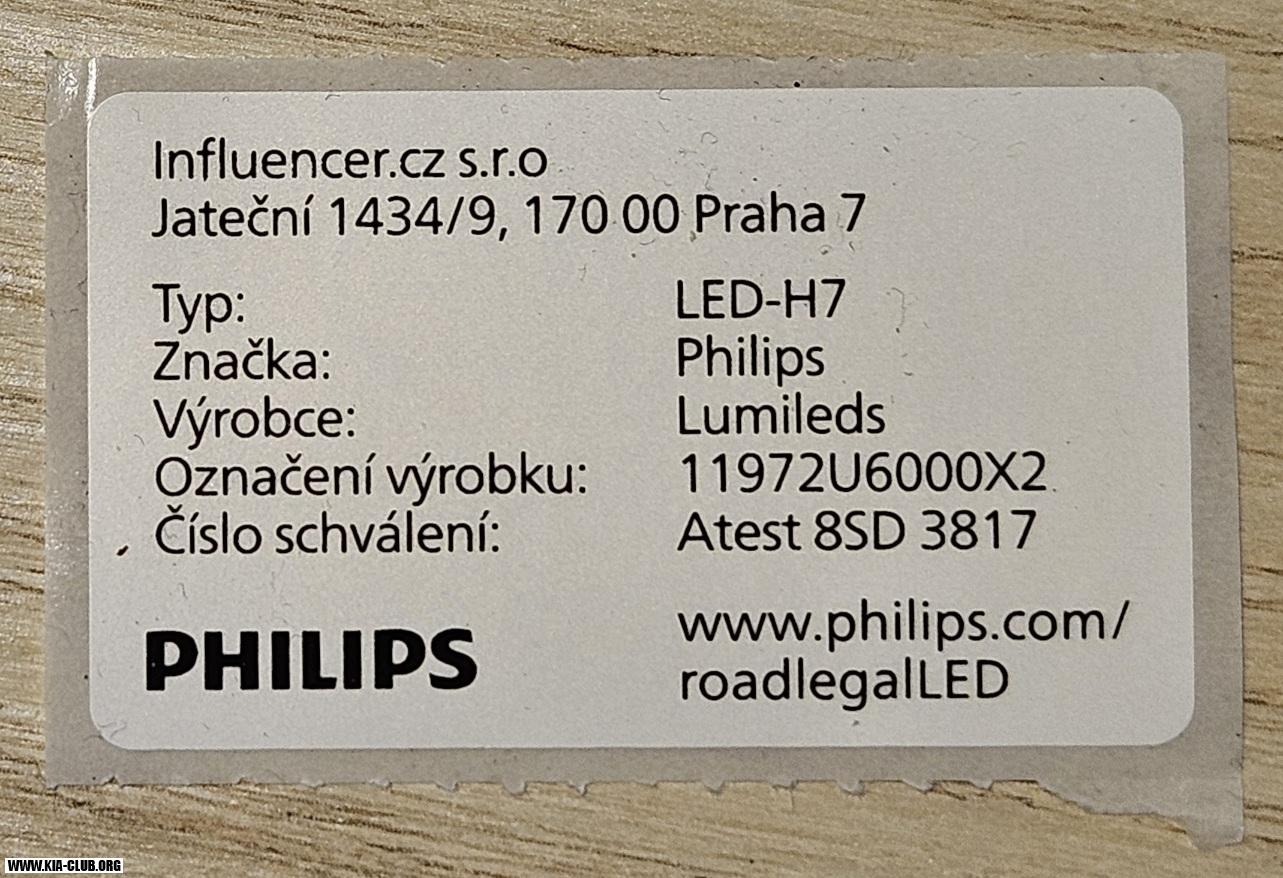 Influencer.cz s.r.o
Jateční 1434/9, 170 00 Praha 7
Typ: LED-H7
Značka: Philips
Výrobce: Lumileds
Označení výrobku: 11972U6000X2
Číslo schválení: Atest 8SD 3817
PHILIPS
www.philips.com/
roadlegalLED
WWW.KIA-CLUB.ORG